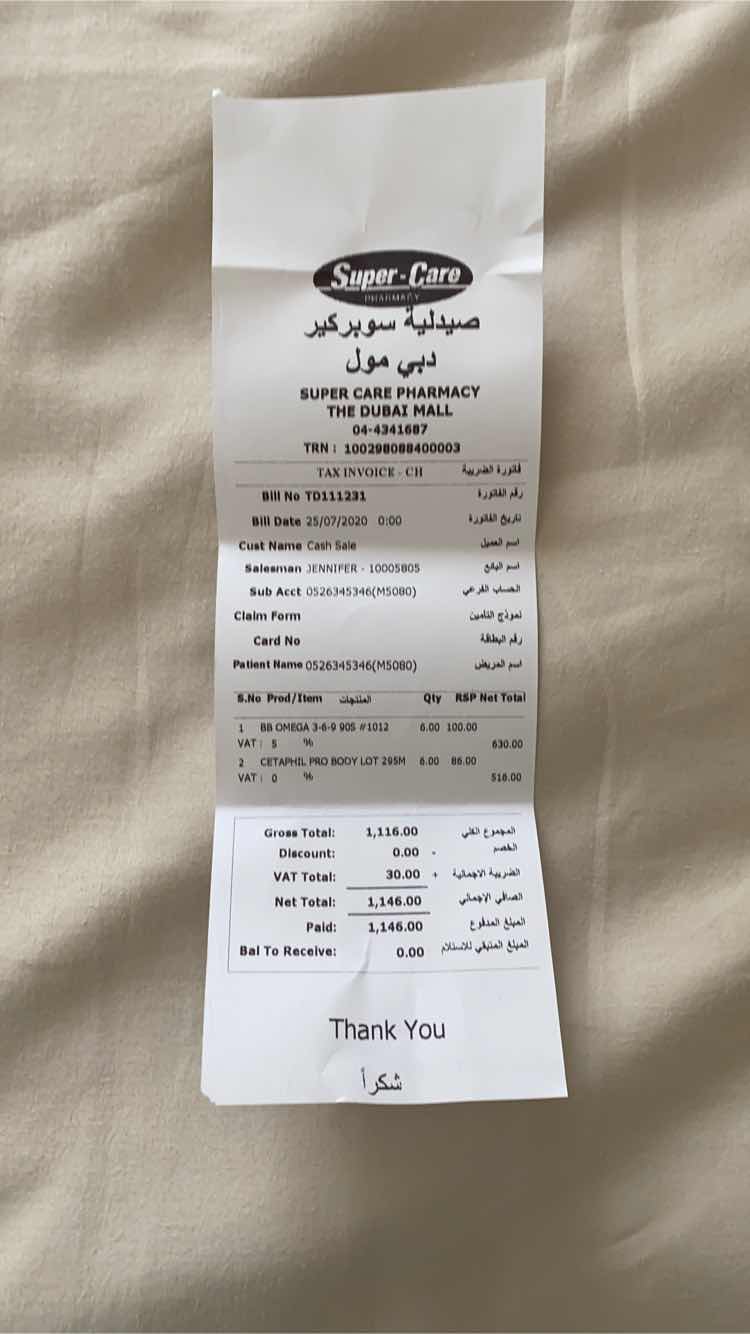 Super-Care
PHARMACY
صيدلية سوبركير
دبي مول
SUPER CARE PHARMACY
THE DUBAI MALL
04-4341687
TRN : 100298088400003
TAX INVOICE - CH فاتورة الضريبة
Bill No TD111231 رقم الفاتورة
Bill Date 25/07/2020 0:00 تاريخ الفاتورة
Cust Name Cash Sale اسم العميل
Salesman JENNIFER - 10005805 اسم البائع
Sub Acct 0526345346(M5080) الحساب الفرعي
Claim Form نموذج التامين
Card No رقم البطاقة
Patient Name 0526345346(M5080) اسم المريض
S.No Prod/Item المنتجات Qty RSP Net Total
1 BB OMEGA 3-6-9 90S #1012 6.00 100.00
VAT : 5 % 630.00
2 CETAPHIL PRO BODY LOT 295M 6.00 86.00
VAT : 0 % 516.00
Gross Total: 1,116.00 المجموع الكلي
Discount: 0.00 - الخصم
VAT Total: 30.00 + الضريبة الاجمالية
Net Total: 1,146.00 الصافي الاجمالي
Paid: 1,146.00 المبلغ المدفوع
Bal To Receive: 0.00 المبلغ المتبقي للاستلام
Thank You
شكراً